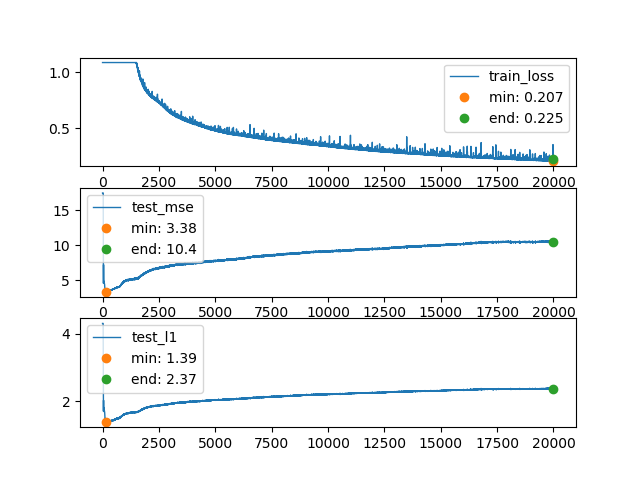 1.0
0.5
train_loss
min: 0.207
end: 0.225
0 2500 5000 7500 10000 12500 15000 17500 20000
15
10
5
test_mse
min: 3.38
end: 10.4
0 2500 5000 7500 10000 12500 15000 17500 20000
4
2
test_l1
min: 1.39
end: 2.37
0 2500 5000 7500 10000 12500 15000 17500 20000